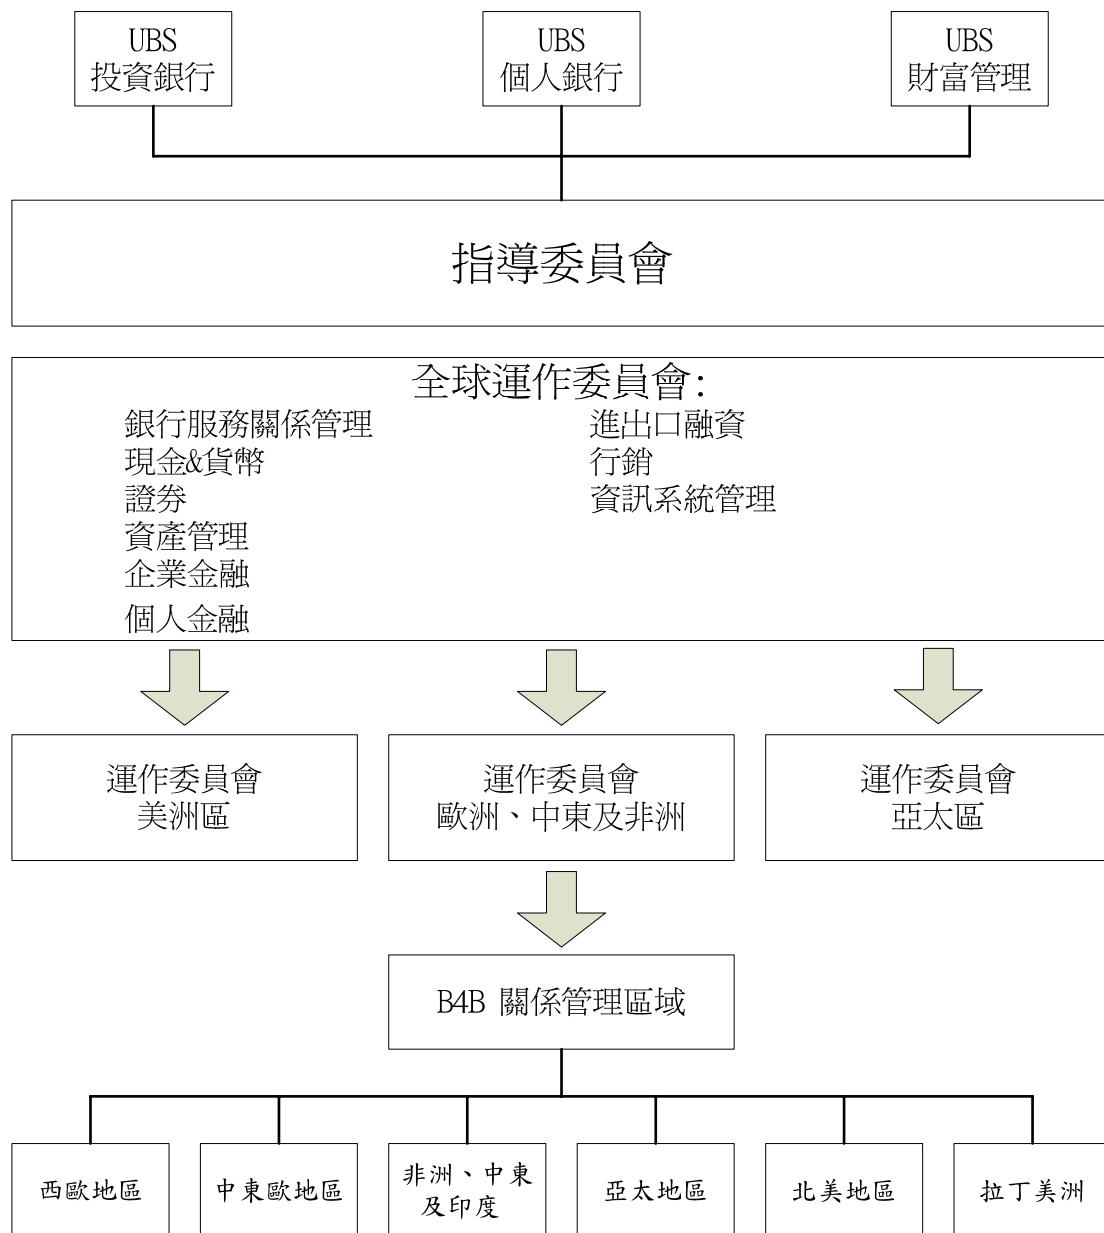 UBS
投資銀行
UBS
個人銀行
UBS
財富管理
指導委員會
全球運作委員會:
銀行服務關係管理
現金&貨幣
證券
資產管理
企業金融
個人金融
進出口融資
行銷
資訊系統管理
運作委員會
美洲區
運作委員會
歐洲、中東及非洲
運作委員會
亞太區
B4B 關係管理區域
西歐地區
中東歐地區
非洲、中東
及印度
亞太地區
北美地區
拉丁美洲